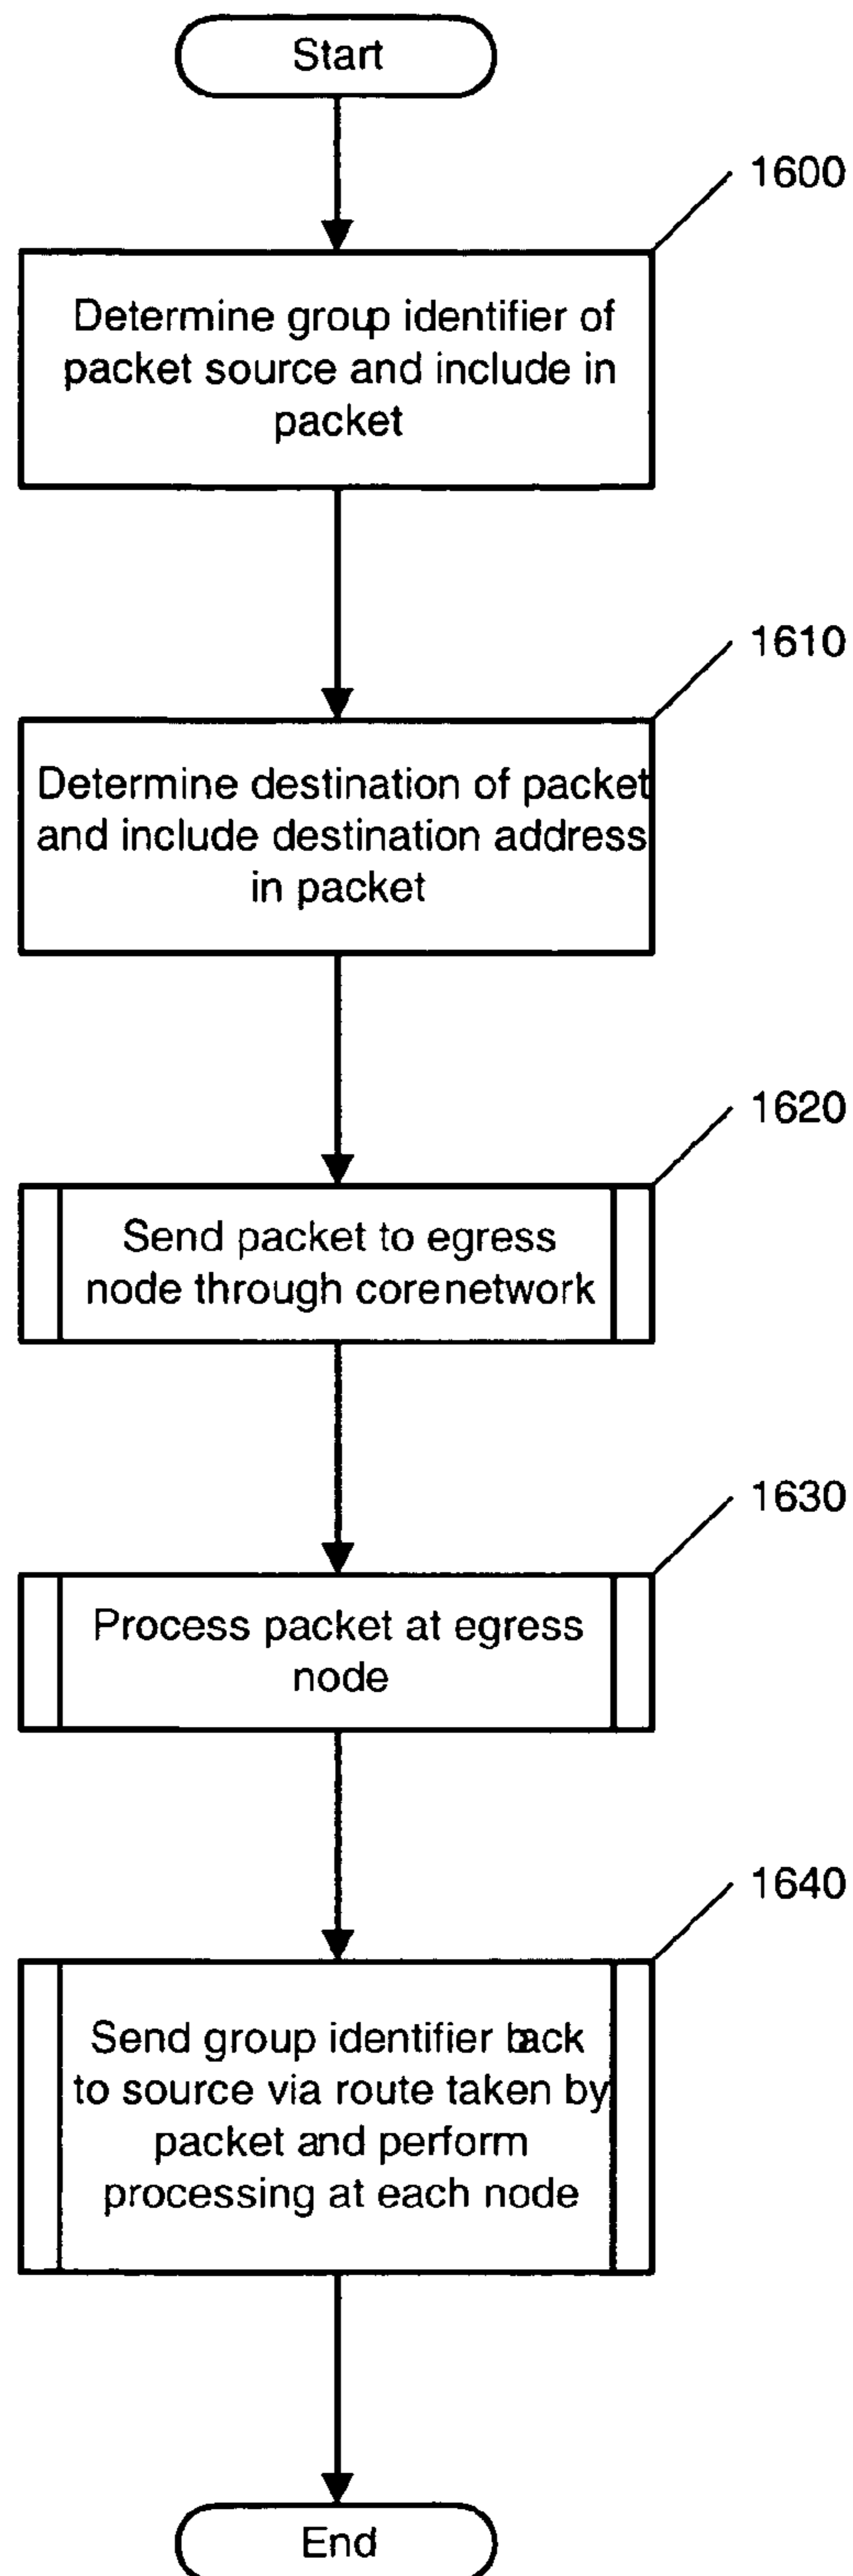 Start
1600
Determine group identifier of
packet source and include in
packet
1610
Determine destination of packet
and include destination address
in packet
1620
Send packet to egress
node through core network
1630
Process packet at egress
node
1640
Send group identifier back
to source via route taken by
packet and perform
processing at each node
End